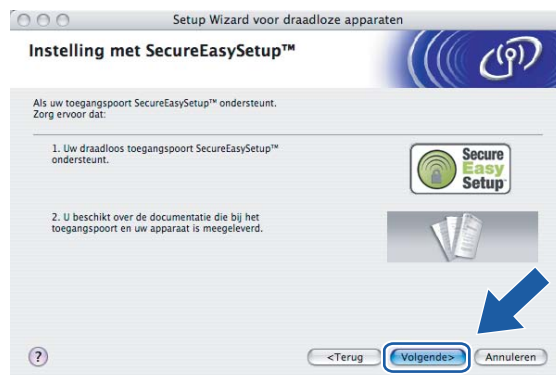 Setup Wizard voor draadloze apparaten
Instelling met SecureEasySetup™
Als uw toegangspoort SecureEasySetup™ ondersteunt.
Zorg ervoor dat:
1. Uw draadloos toegangspoort SecureEasySetup™
ondersteunt.
Secure
Easy
Setup
2. U beschikt over de documentatie die bij het
toegangspoort en uw apparaat is meegeleverd.
?
<Terug
Volgende>
Annuleren